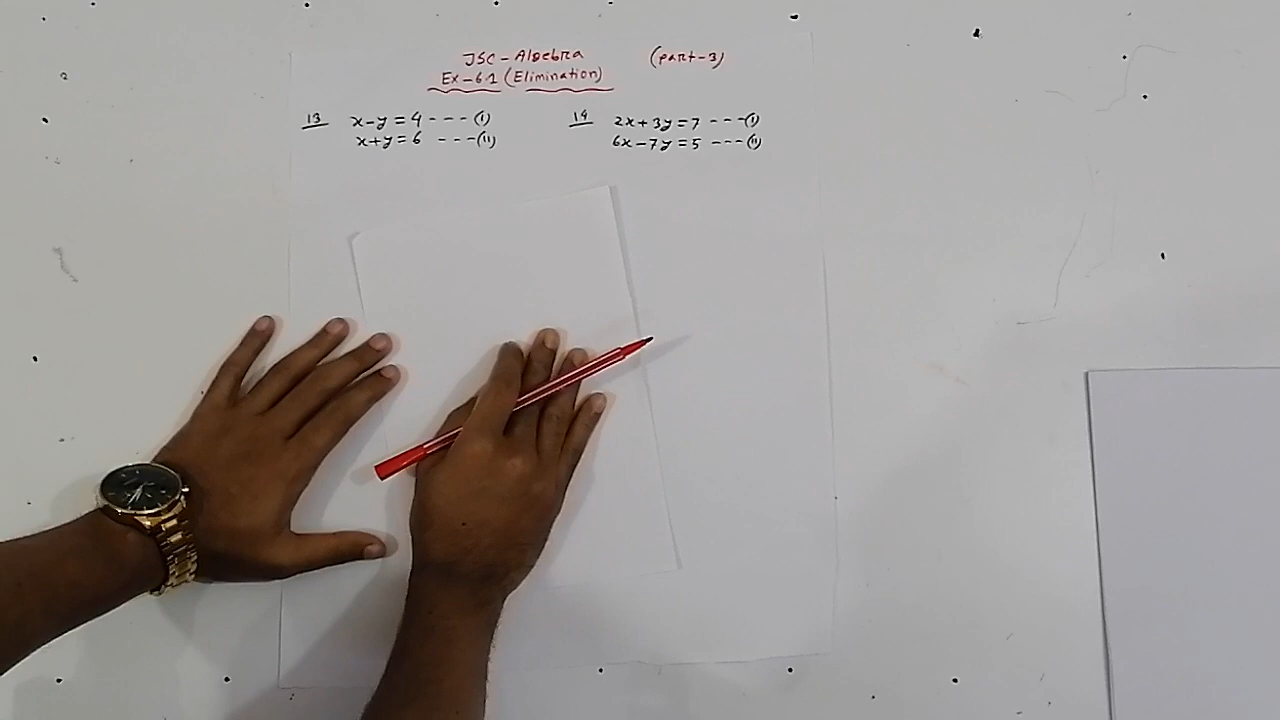 JSC - Algebra (part-3)
Ex-6.1 (Elimination)
13 x-y = 4 ---- (i)
x+y = 6 ---- (ii)
14 2x+3y = 7 ---- (i)
6x-7y = 5 ---- (ii)